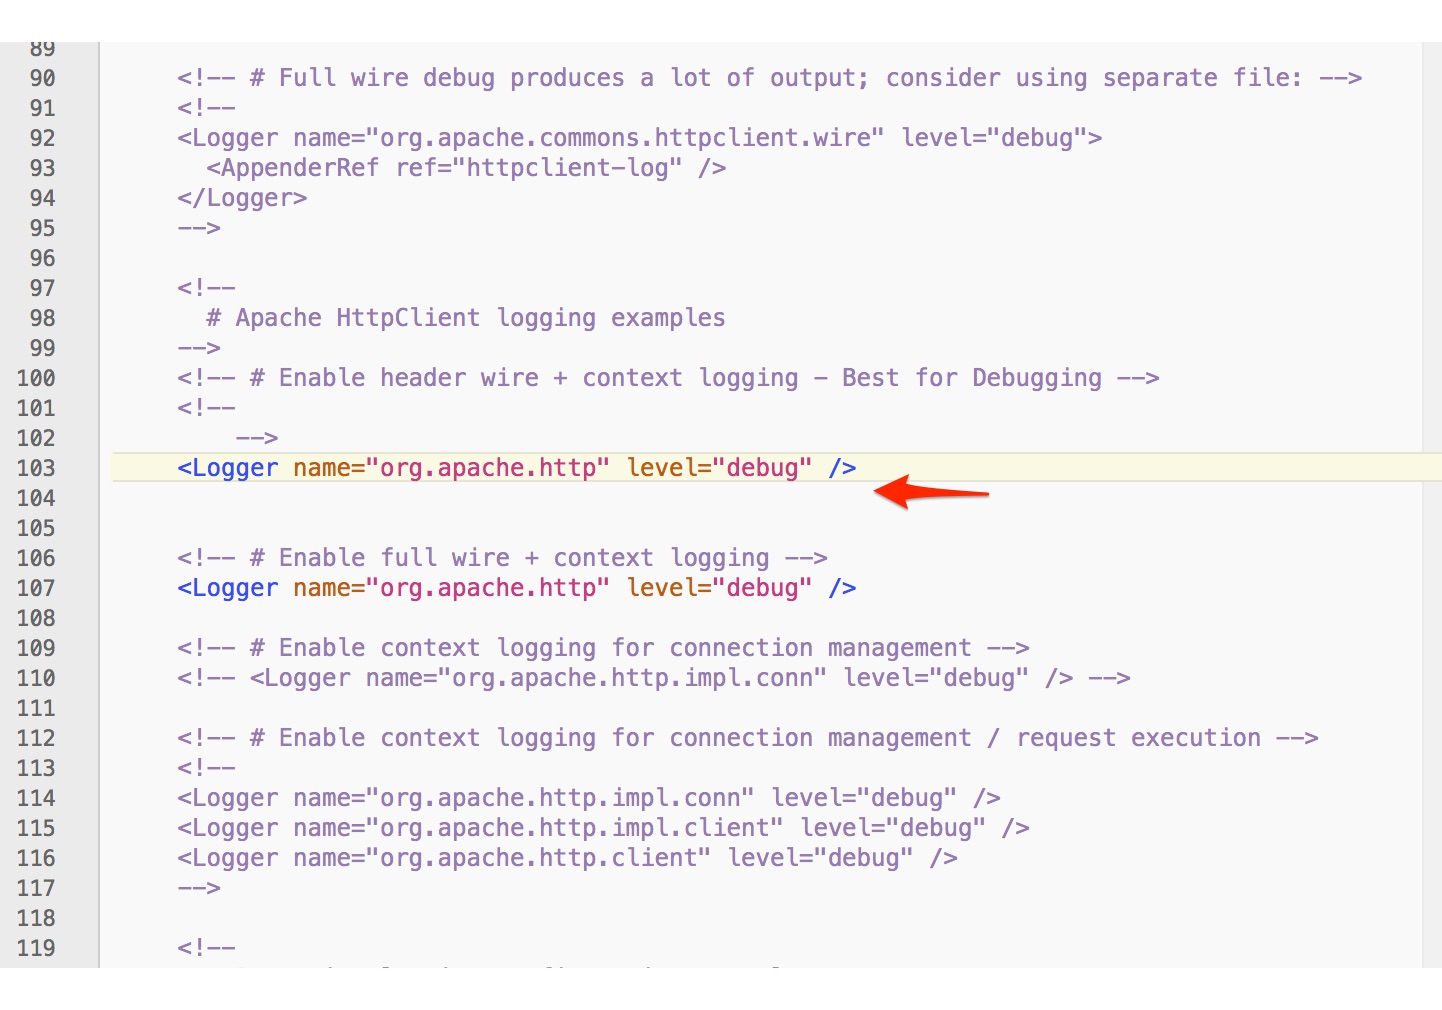 89
90 <!-- # Full wire debug produces a lot of output; consider using separate file: -->
91 <!--
92 <Logger name="org.apache.commons.httpclient.wire" level="debug">
93 <AppenderRef ref="httpclient-log" />
94 </Logger>
95 -->
96
97 <!--
98 # Apache HttpClient logging examples
99 -->
100 <!-- # Enable header wire + context logging - Best for Debugging -->
101 <!--
102 -->
103 <Logger name="org.apache.http" level="debug" />
104
105
106 <!-- # Enable full wire + context logging -->
107 <Logger name="org.apache.http" level="debug" />
108
109 <!-- # Enable context logging for connection management -->
110 <!-- <Logger name="org.apache.http.impl.conn" level="debug" /> -->
111
112 <!-- # Enable context logging for connection management / request execution -->
113 <!--
114 <Logger name="org.apache.http.impl.conn" level="debug" />
115 <Logger name="org.apache.http.impl.client" level="debug" />
116 <Logger name="org.apache.http.client" level="debug" />
117 -->
118
119 <!--